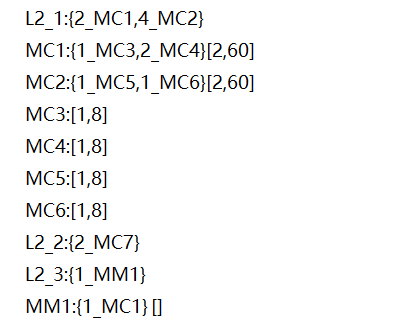 L2_1:{2_MC1,4_MC2}
MC1:{1_MC3,2_MC4}[2,60]
MC2:{1_MC5,1_MC6}[2,60]
MC3:[1,8]
MC4:[1,8]
MC5:[1,8]
MC6:[1,8]
L2_2:{2_MC7}
L2_3:{1_MM1}
MM1:{1_MC1} []